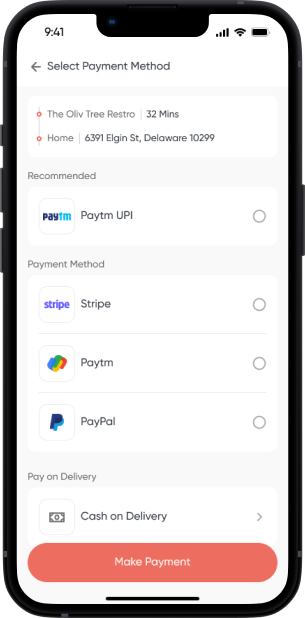 9:41
Select Payment Method
The Oliv Tree Restro | 32 Mins
Home | 6391 Elgin St, Delaware 10299
Recommended
paytm Paytm UPI
Payment Method
stripe Stripe
Paytm
PayPal
Pay on Delivery
Cash on Delivery
Make Payment